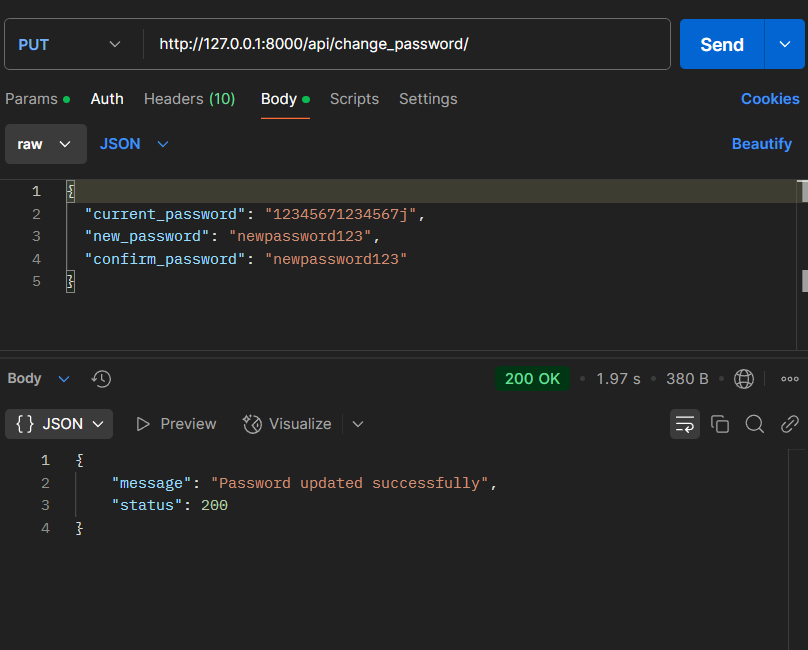 PUT http://127.0.0.1:8000/api/change_password/ Send
Params Auth Headers (10) Body Scripts Settings Cookies
raw JSON Beautify
1 {
2 "current_password": "12345671234567j",
3 "new_password": "newpassword123",
4 "confirm_password": "newpassword123"
5 }
Body 200 OK • 1.97 s • 380 B •
{} JSON Preview Visualize
1 {
2 "message": "Password updated successfully",
3 "status": 200
4 }